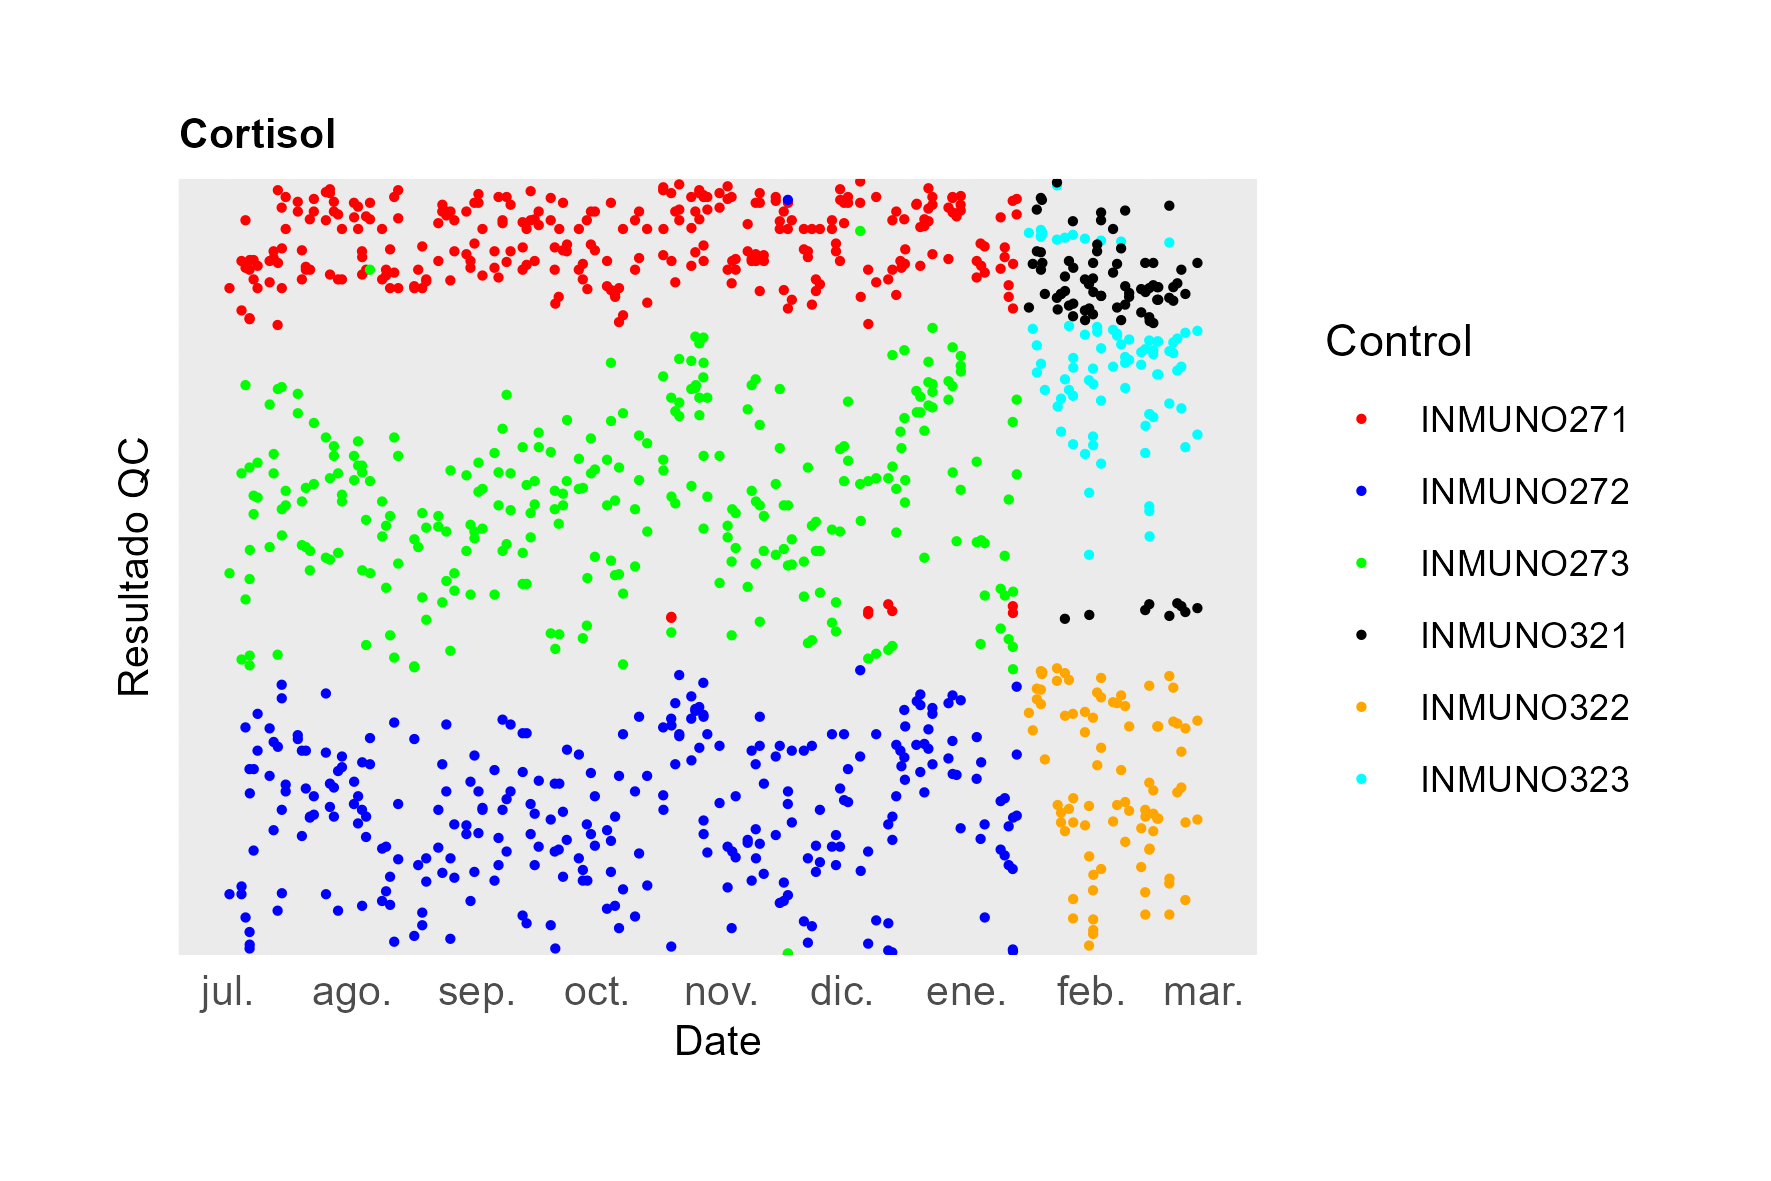 Cortisol
Resultado QC
jul. ago. sep. oct. nov. dic. ene. feb. mar.
Date
Control
INMUNO271
INMUNO272
INMUNO273
INMUNO321
INMUNO322
INMUNO323